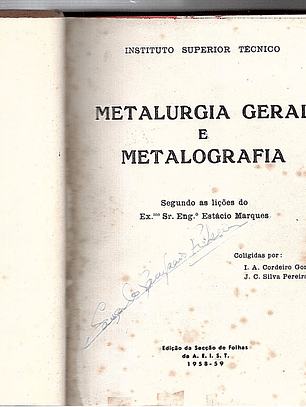 INSTITUTO SUPERIOR TÉCNICO
METALURGIA GERAL
E
METALOGRAFIA
Segundo as lições do
Ex.mo Sr. Eng.º Estácio Marques
Coligidas por:
I. A. Cordeiro
J. C. Silva Pereira
Edição da Secção de Folhas
da A. E. I. S. T.
1958-59